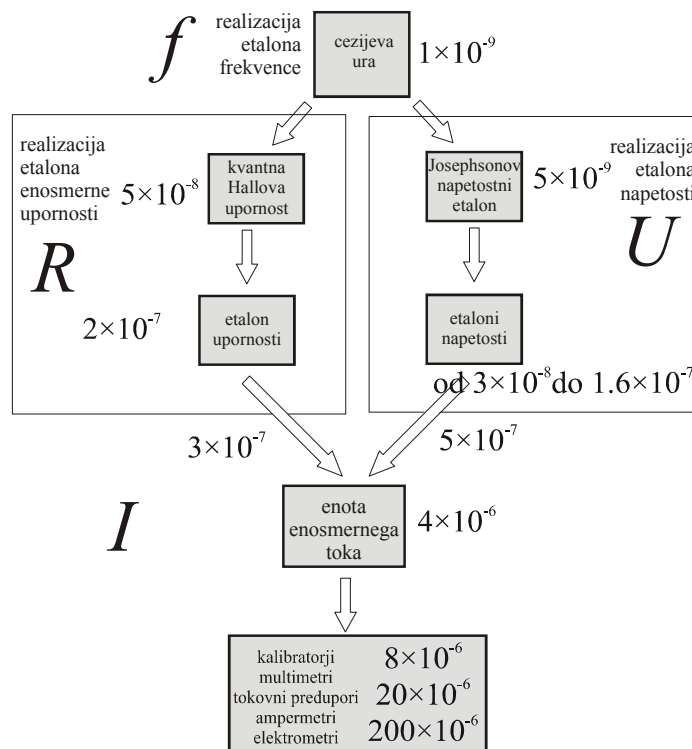 f
realizacija
etalona
frekvence
cezijeva
ura
1×10⁻⁹
realizacija
etalona
enosmerne
upornosti
5×10⁻⁸
R
kvantna
Hallova
upornost
2×10⁻⁷
etalon
upornosti
Josephsonov
napetostni
etalon
5×10⁻⁹
realizacija
etalona
napetosti
U
etaloni
napetosti
od 3×10⁻⁸ do 1.6×10⁻⁷
3×10⁻⁷
5×10⁻⁷
I
enota
enosmernega
toka
4×10⁻⁶
kalibratorji
multimetri
tokovni predupori
ampermetri
elektrometri
8×10⁻⁶
20×10⁻⁶
200×10⁻⁶